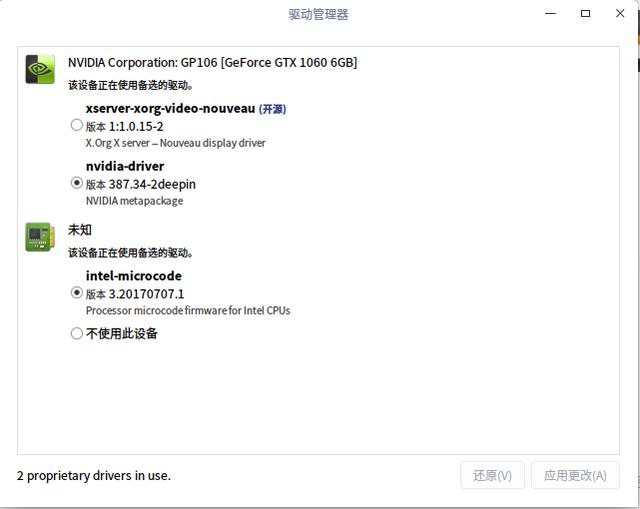 驱动管理器
NVIDIA Corporation: GP106 [GeForce GTX 1060 6GB]
该设备正在使用备选的驱动。
xserver-xorg-video-nouveau (开源)
版本 1:1.0.15-2
X.Org X server – Nouveau display driver
nvidia-driver
版本 387.34-2deepin
NVIDIA metapackage
未知
该设备正在使用备选的驱动。
intel-microcode
版本 3.20170707.1
Processor microcode firmware for Intel CPUs
不使用此设备
2 proprietary drivers in use.
还原(V)
应用更改(A)